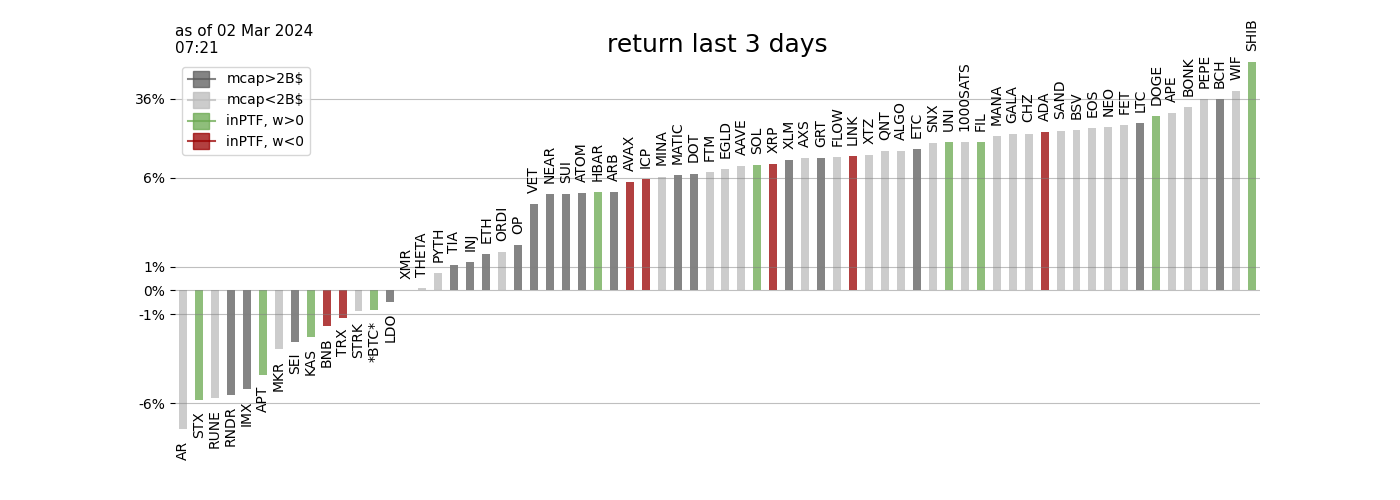 as of 02 Mar 2024
07:21
return last 3 days
mcap>2B$
mcap<2B$
inPTF, w>0
inPTF, w<0
36%
6%
1%
0%
-1%
-6%
AR
STX
RUNE
RNDR
IMX
APT
MKR
SEI
KAS
BNB
TRX
STRK
*BTC*
LDO
XMR
THETA
PYTH
TIA
INJ
ETH
ORDI
OP
VET
NEAR
SUI
ATOM
HBAR
ARB
AVAX
ICP
MINA
MATIC
DOT
FTM
EGLD
AAVE
SOL
XRP
XLM
AXS
GRT
FLOW
LINK
XTZ
QNT
ALGO
ETC
SNX
UNI
1000SATS
FIL
MANA
GALA
CHZ
ADA
SAND
BSV
EOS
NEO
FET
LTC
DOGE
APE
BONK
PEPE
BCH
WIF
SHIB